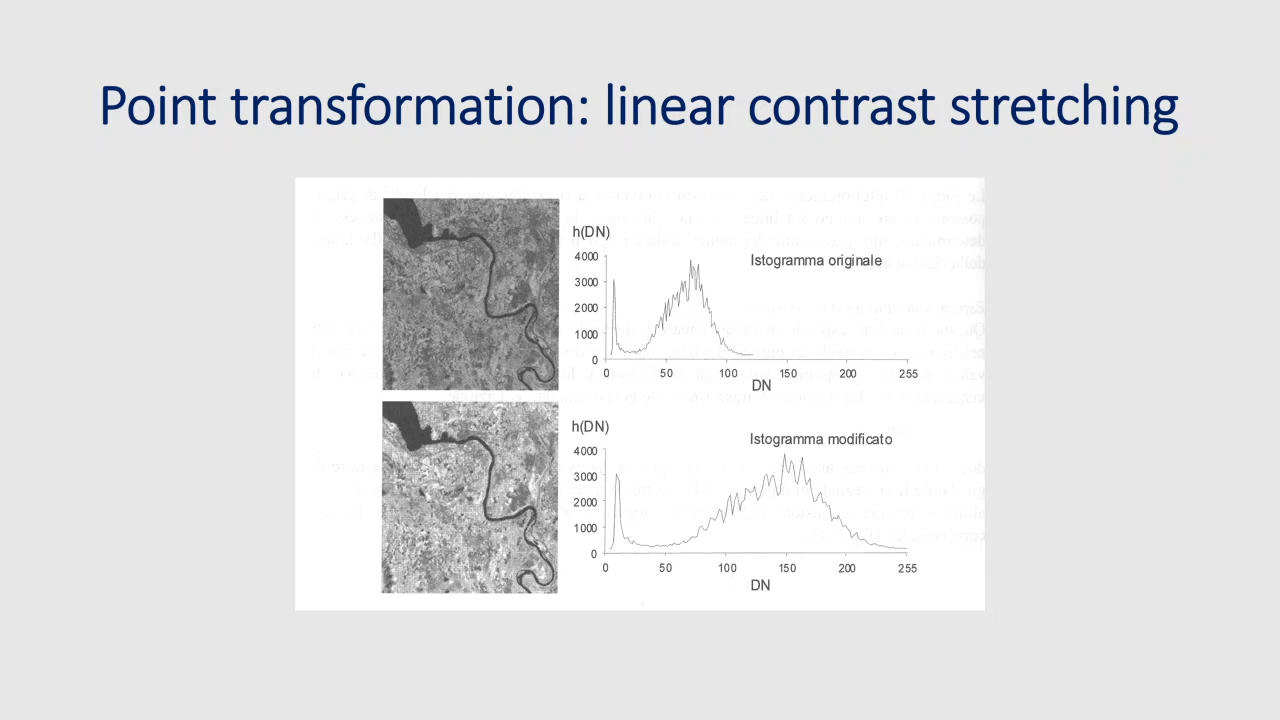 Point transformation: linear contrast stretching
h(DN)
Istogramma originale
4000
3000
2000
1000
0
0 50 100 150 200 255
DN
h(DN)
Istogramma modificato
4000
3000
2000
1000
0
0 50 100 150 200 255
DN